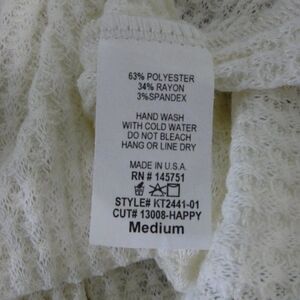 63% POLYESTER
34% RAYON
3%SPANDEX
HAND WASH
WITH COLD WATER
DO NOT BLEACH
HANG OR LINE DRY
MADE IN U.S.A.
RN # 145751
STYLE# KT2441-01
CUT# 13008-HAPPY
Medium